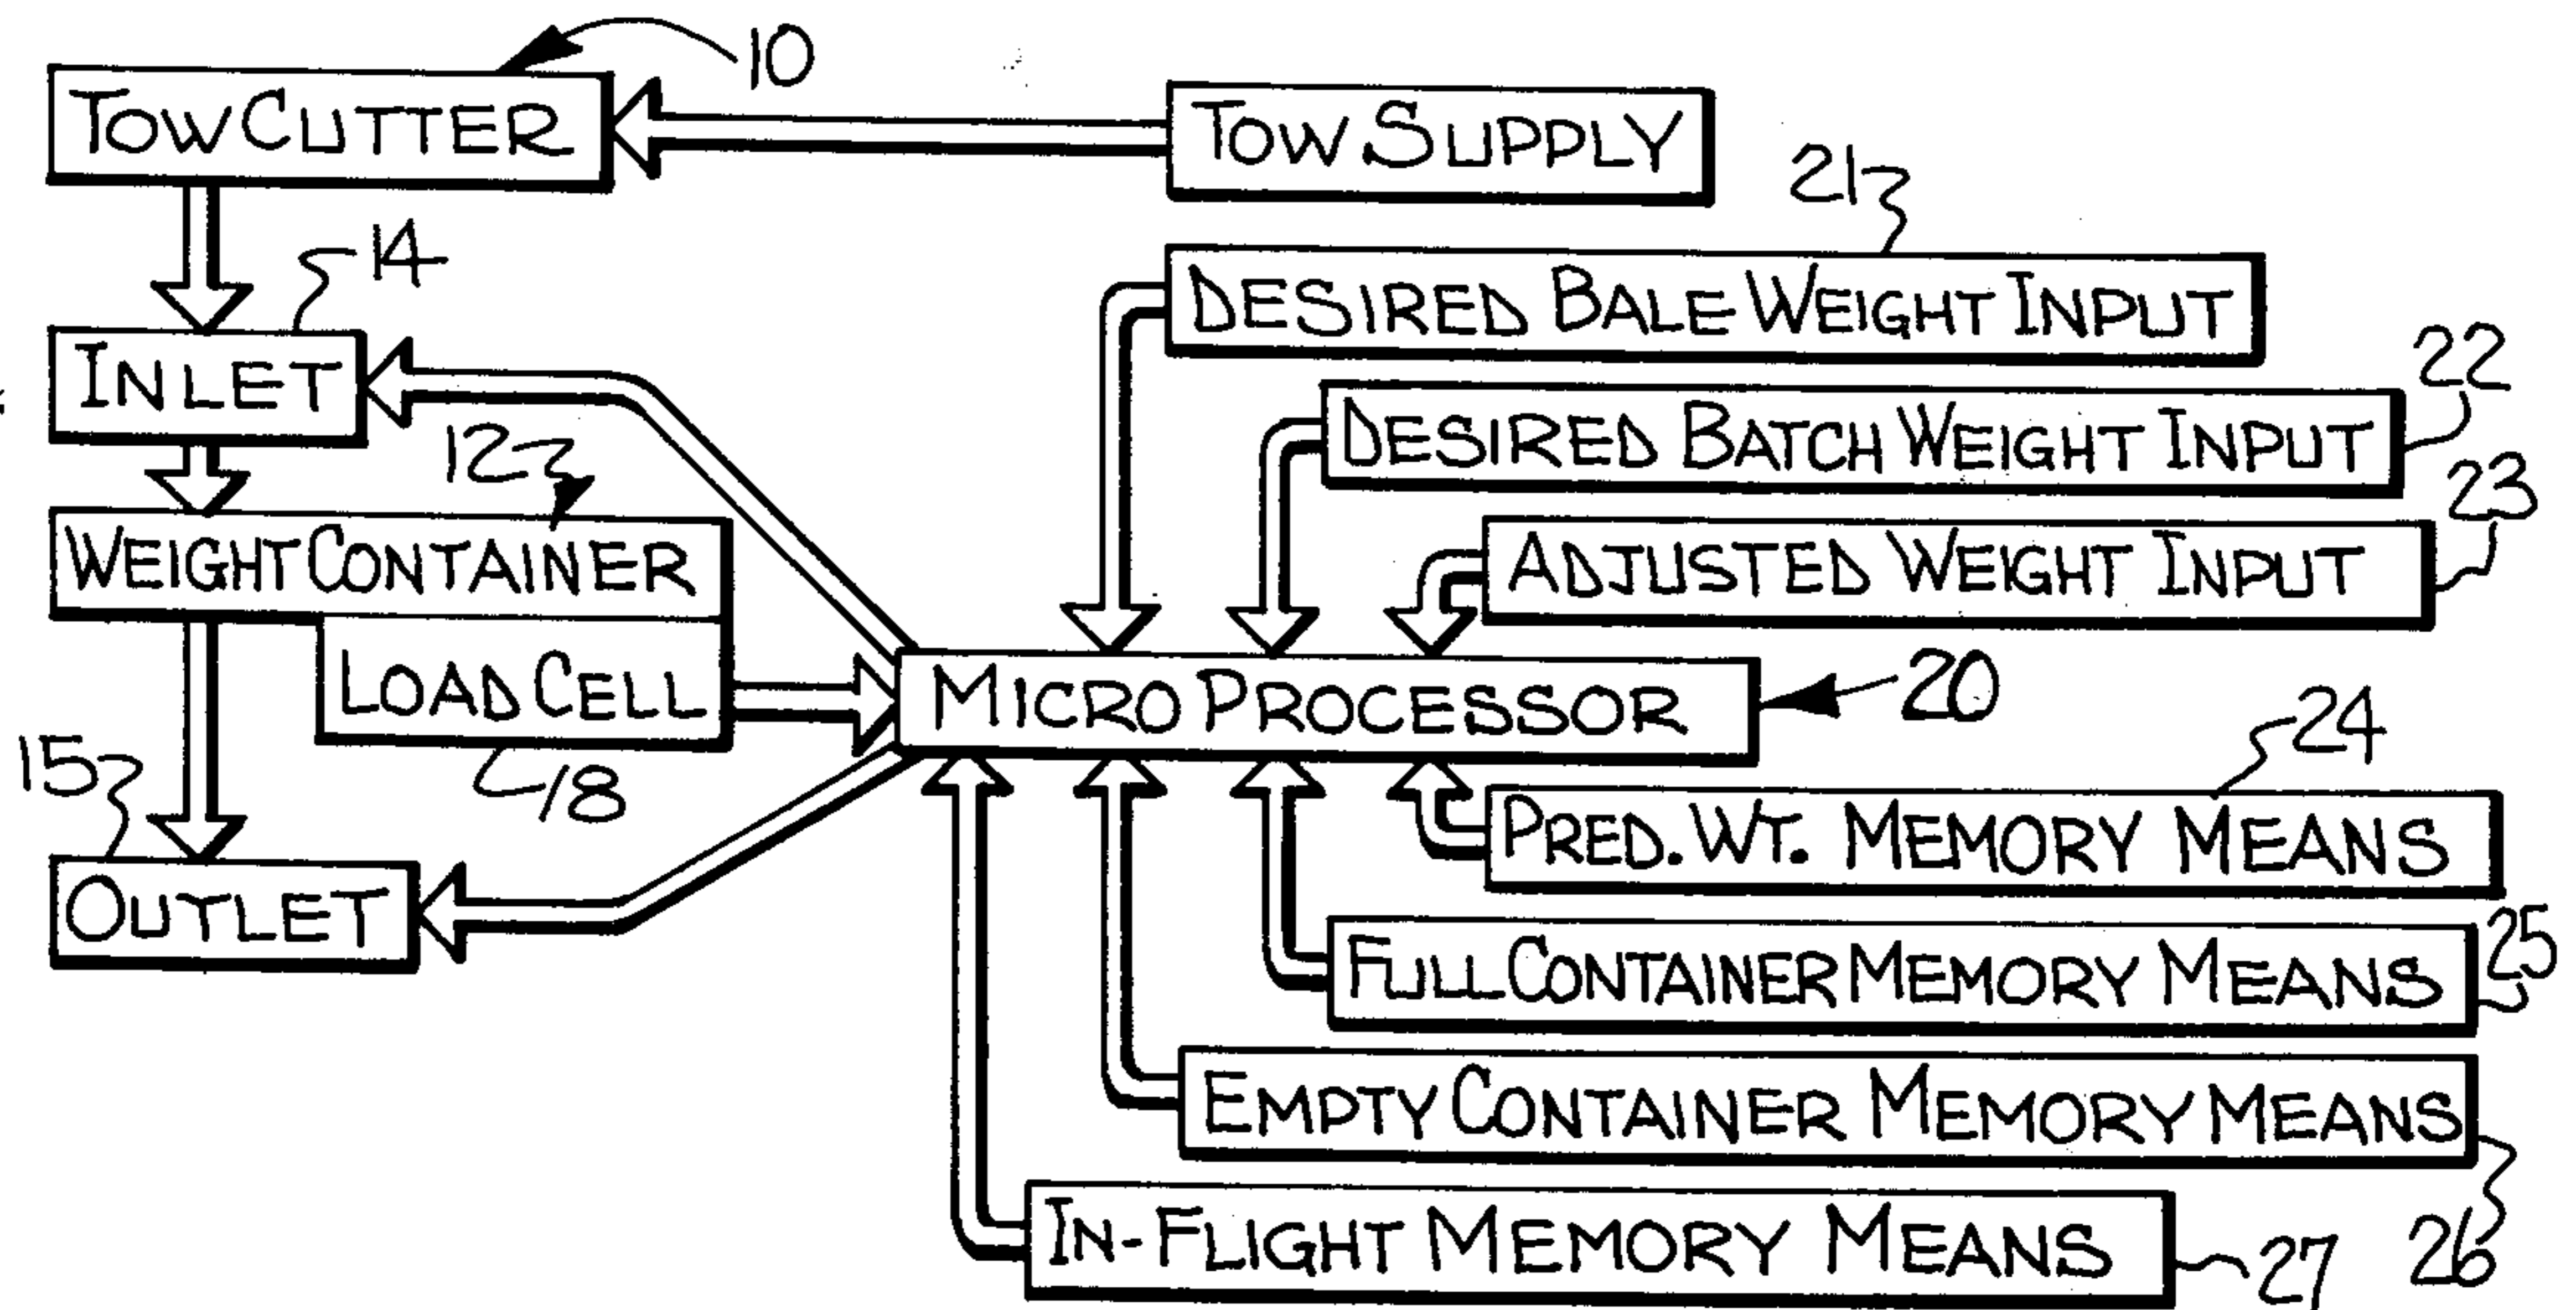 10
TOW CUTTER
TOW SUPPLY
21
14
DESIRED BALE WEIGHT INPUT
INLET
22
12
DESIRED BATCH WEIGHT INPUT
23
WEIGHT CONTAINER
ADJUSTED WEIGHT INPUT
LOAD CELL
MICRO PROCESSOR
20
18
24
15
PRED. WT. MEMORY MEANS
OUTLET
25
FULL CONTAINER MEMORY MEANS
EMPTY CONTAINER MEMORY MEANS
26
IN-FLIGHT MEMORY MEANS
27